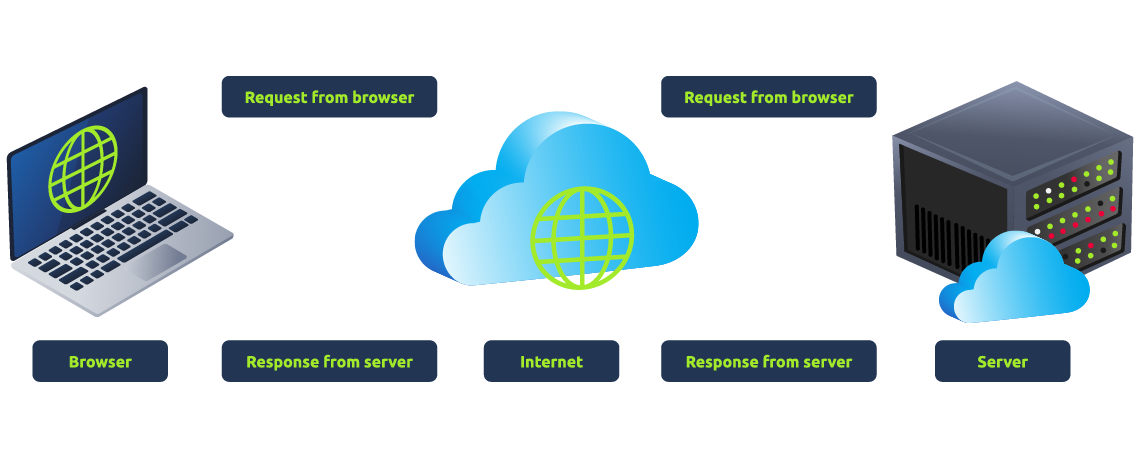 Request from browser
Request from browser
Browser
Response from server
Internet
Response from server
Server